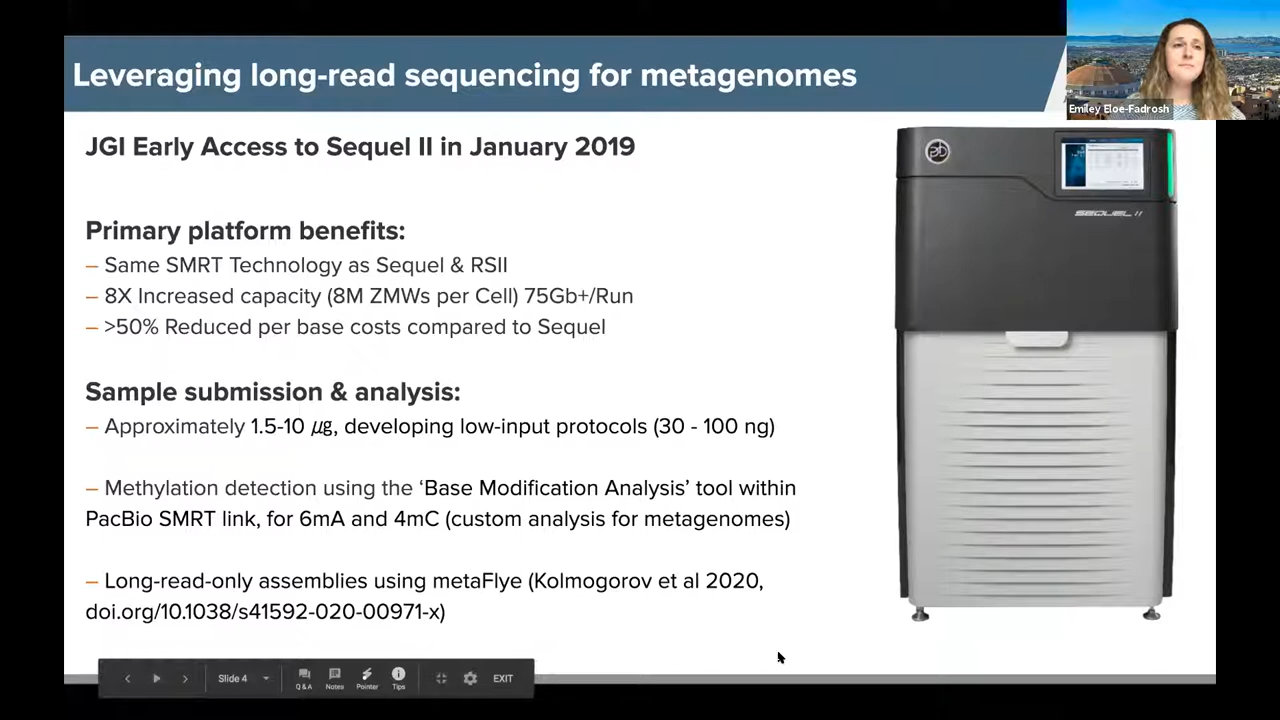 Leveraging long-read sequencing for metagenomes
Emiley Eloe-Fadrosh
JGI Early Access to Sequel II in January 2019
SEQUEL II
Primary platform benefits:
– Same SMRT Technology as Sequel & RSII
– 8X Increased capacity (8M ZMWs per Cell) 75Gb+/Run
– >50% Reduced per base costs compared to Sequel
Sample submission & analysis:
– Approximately 1.5-10 ㎍, developing low-input protocols (30 - 100 ng)
– Methylation detection using the ‘Base Modification Analysis’ tool within
PacBio SMRT link, for 6mA and 4mC (custom analysis for metagenomes)
– Long-read-only assemblies using metaFlye (Kolmogorov et al 2020,
doi.org/10.1038/s41592-020-00971-x)
Slide 4 Q&A Notes Pointer Tips EXIT